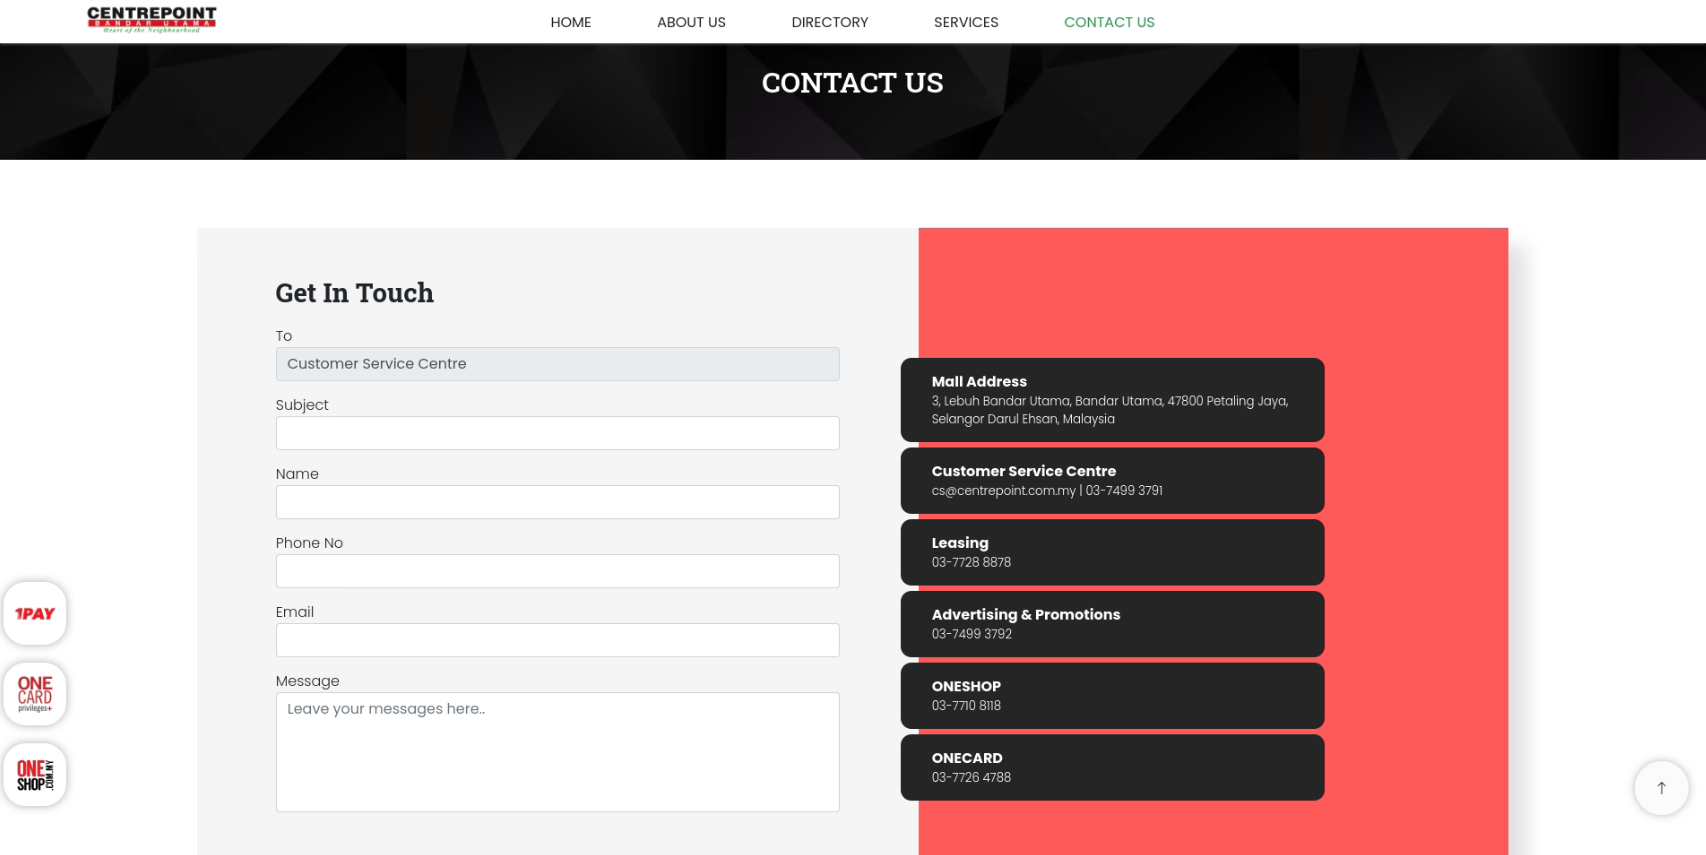 CENTREPOINT
BANDAR UTAMA
Heart of the Neighbourhood
HOME
ABOUT US
DIRECTORY
SERVICES
CONTACT US
CONTACT US
Get In Touch
To
Customer Service Centre
Subject
Name
Phone No
Email
Message
Leave your messages here..
Mall Address
3, Lebuh Bandar Utama, Bandar Utama, 47800 Petaling Jaya,
Selangor Darul Ehsan, Malaysia
Customer Service Centre
cs@centrepoint.com.my | 03-7499 3791
Leasing
03-7728 8878
Advertising & Promotions
03-7499 3792
ONESHOP
03-7710 8118
ONECARD
03-7726 4788
1PAY
ONE
CARD
privileges+
ONE
SHOP
.COM.MY